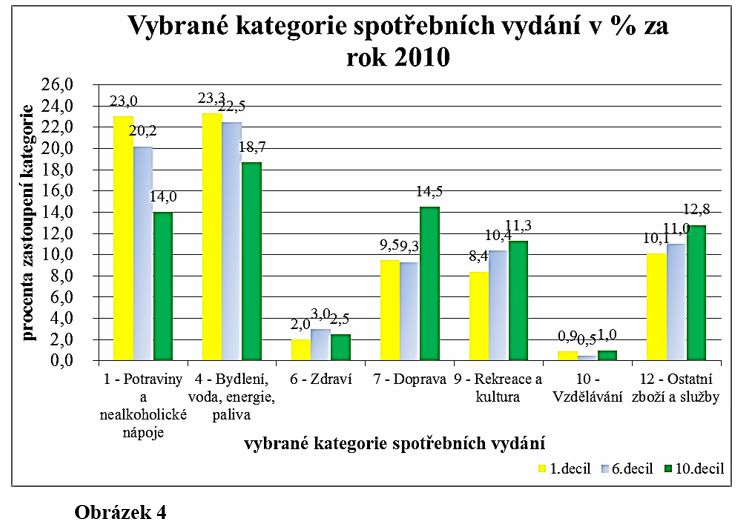 Vybrané kategorie spotřebních vydání v % za
rok 2010
procenta zastoupení kategorie
26,0
24,0
22,0
20,0
18,0
16,0
14,0
12,0
10,0
8,0
6,0
4,0
2,0
0,0
23,0
20,2
14,0
23,3
22,5
18,7
2,0
3,0
2,5
9,5
9,3
14,5
8,4
10,4
11,3
0,9
0,5
1,0
10,1
11,0
12,8
1 - Potraviny
a
nealkoholické
nápoje
4 - Bydlení,
voda, energie,
paliva
6 - Zdraví
7 - Doprava
9 - Rekreace a
kultura
10 -
Vzdělávání
12 - Ostatní
zboží a služby
vybrané kategorie spotřebních vydání
1.decil
6.decil
10.decil
Obrázek 4